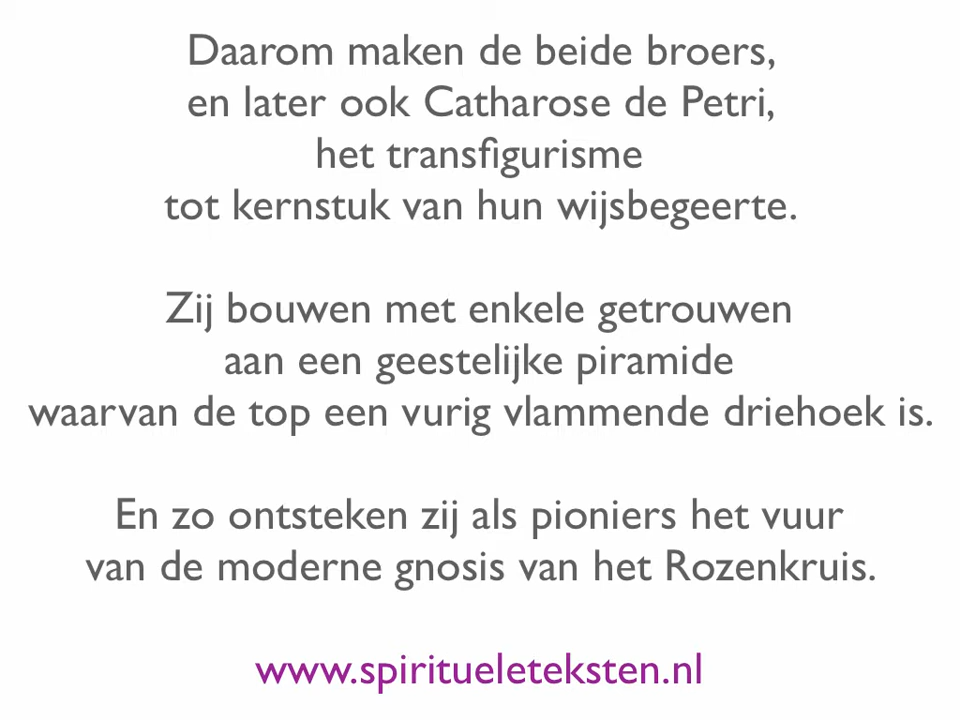 Daarom maken de beide broers,
en later ook Catharose de Petri,
het transfigurisme
tot kernstuk van hun wijsbegeerte.
Zij bouwen met enkele getrouwen
aan een geestelijke piramide
waarvan de top een vurig vlammende driehoek is.
En zo ontsteken zij als pioniers het vuur
van de moderne gnosis van het Rozenkruis.
www.spiritueleteksten.nl